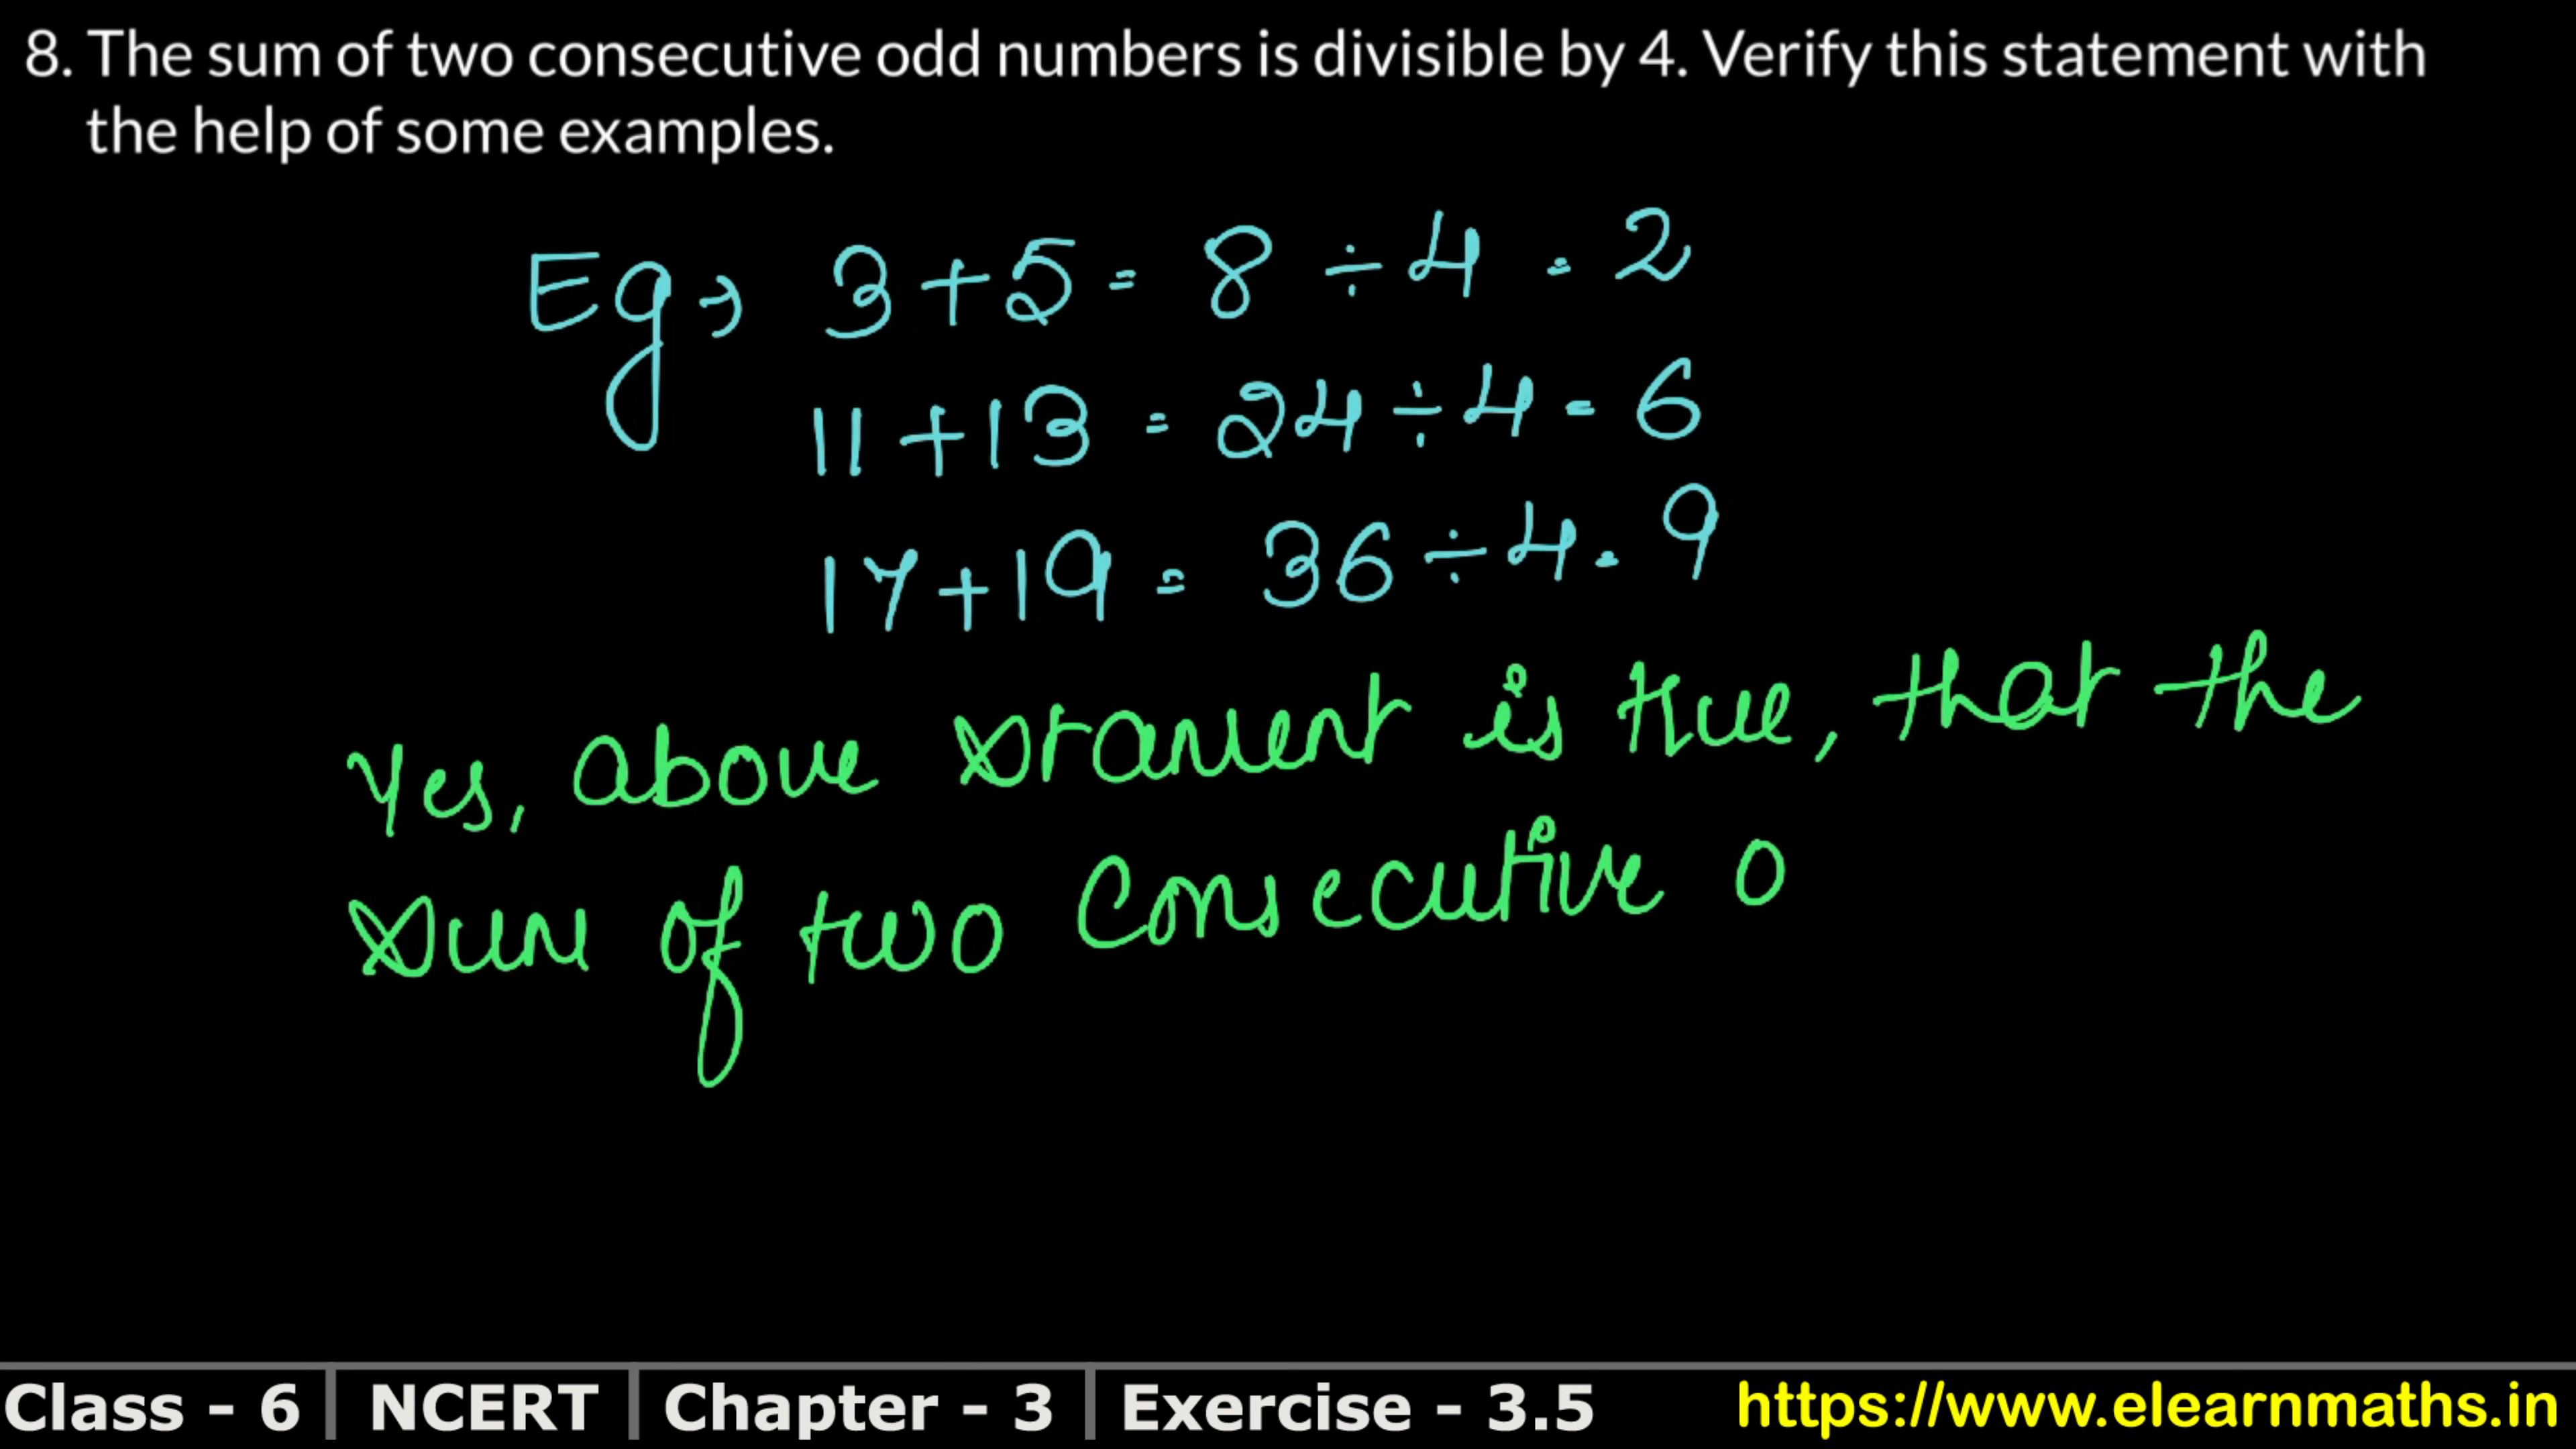 8. The sum of two consecutive odd numbers is divisible by 4. Verify this statement with
the help of some examples.
Eg→ 3+5 = 8 ÷ 4 = 2
11+13 = 24 ÷ 4 = 6
17+19 = 36 ÷ 4 = 9
Yes, above stament is true, that the
sum of two consecutive o
Class - 6 | NCERT | Chapter - 3 | Exercise - 3.5 https://www.elearnmaths.in